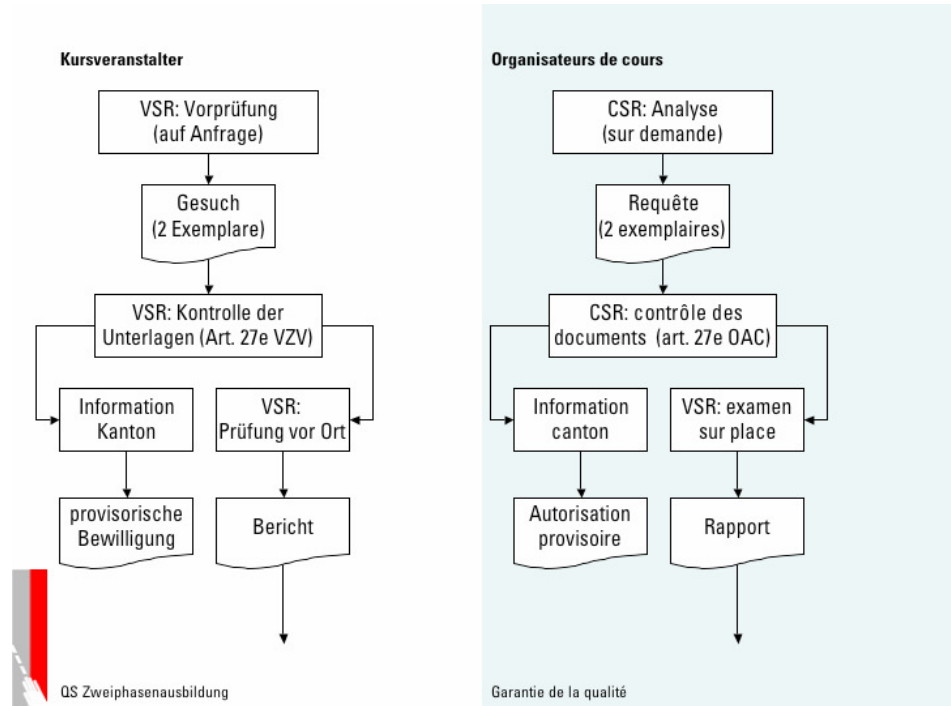 Kursveranstalter
VSR: Vorprüfung
(auf Anfrage)
Gesuch
(2 Exemplare)
VSR: Kontrolle der
Unterlagen (Art. 27e VZV)
Information
Kanton
VSR:
Prüfung vor Ort
provisorische
Bewilligung
Bericht
QS Zweiphasenausbildung
Organisateurs de cours
CSR: Analyse
(sur demande)
Requête
(2 exemplaires)
CSR: contrôle des
documents (art. 27e OAC)
Information
canton
VSR: examen
sur place
Autorisation
provisoire
Rapport
Garantie de la qualité